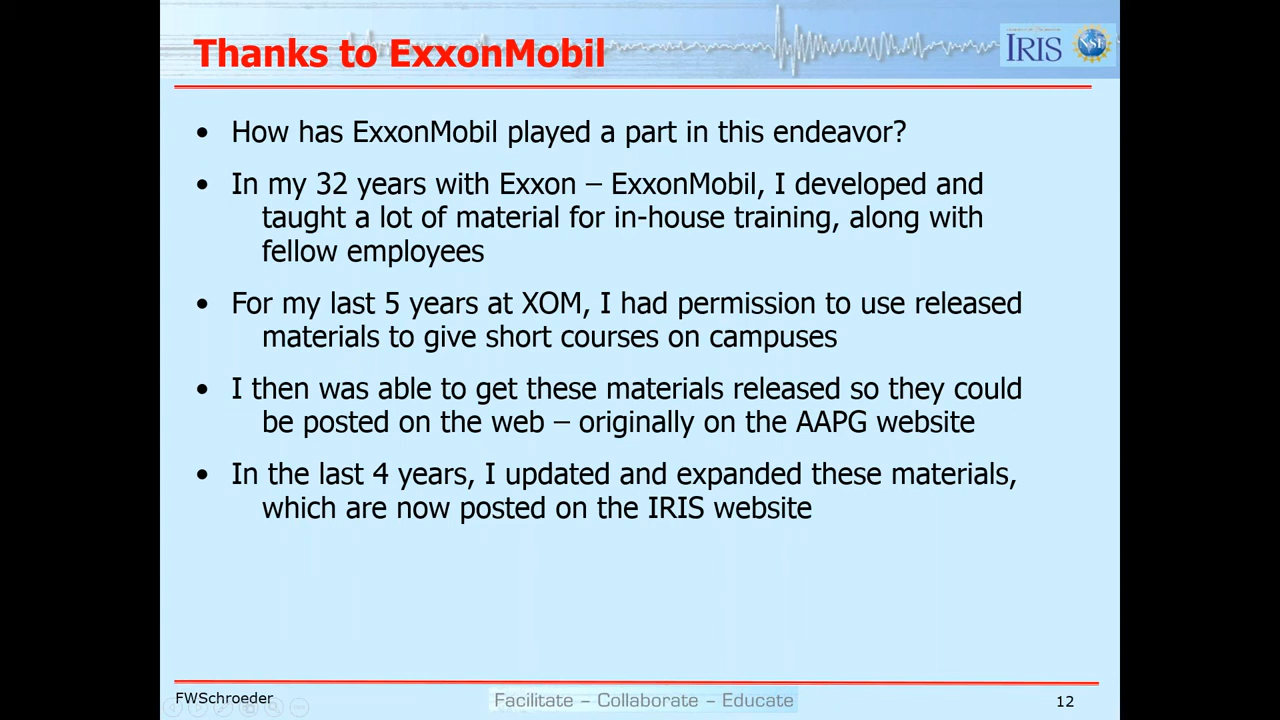 Thanks to ExxonMobil
IRIS
NSF
• How has ExxonMobil played a part in this endeavor?
• In my 32 years with Exxon – ExxonMobil, I developed and
taught a lot of material for in-house training, along with
fellow employees
• For my last 5 years at XOM, I had permission to use released
materials to give short courses on campuses
• I then was able to get these materials released so they could
be posted on the web – originally on the AAPG website
• In the last 4 years, I updated and expanded these materials,
which are now posted on the IRIS website
FWSchroeder
Facilitate – Collaborate – Educate
12